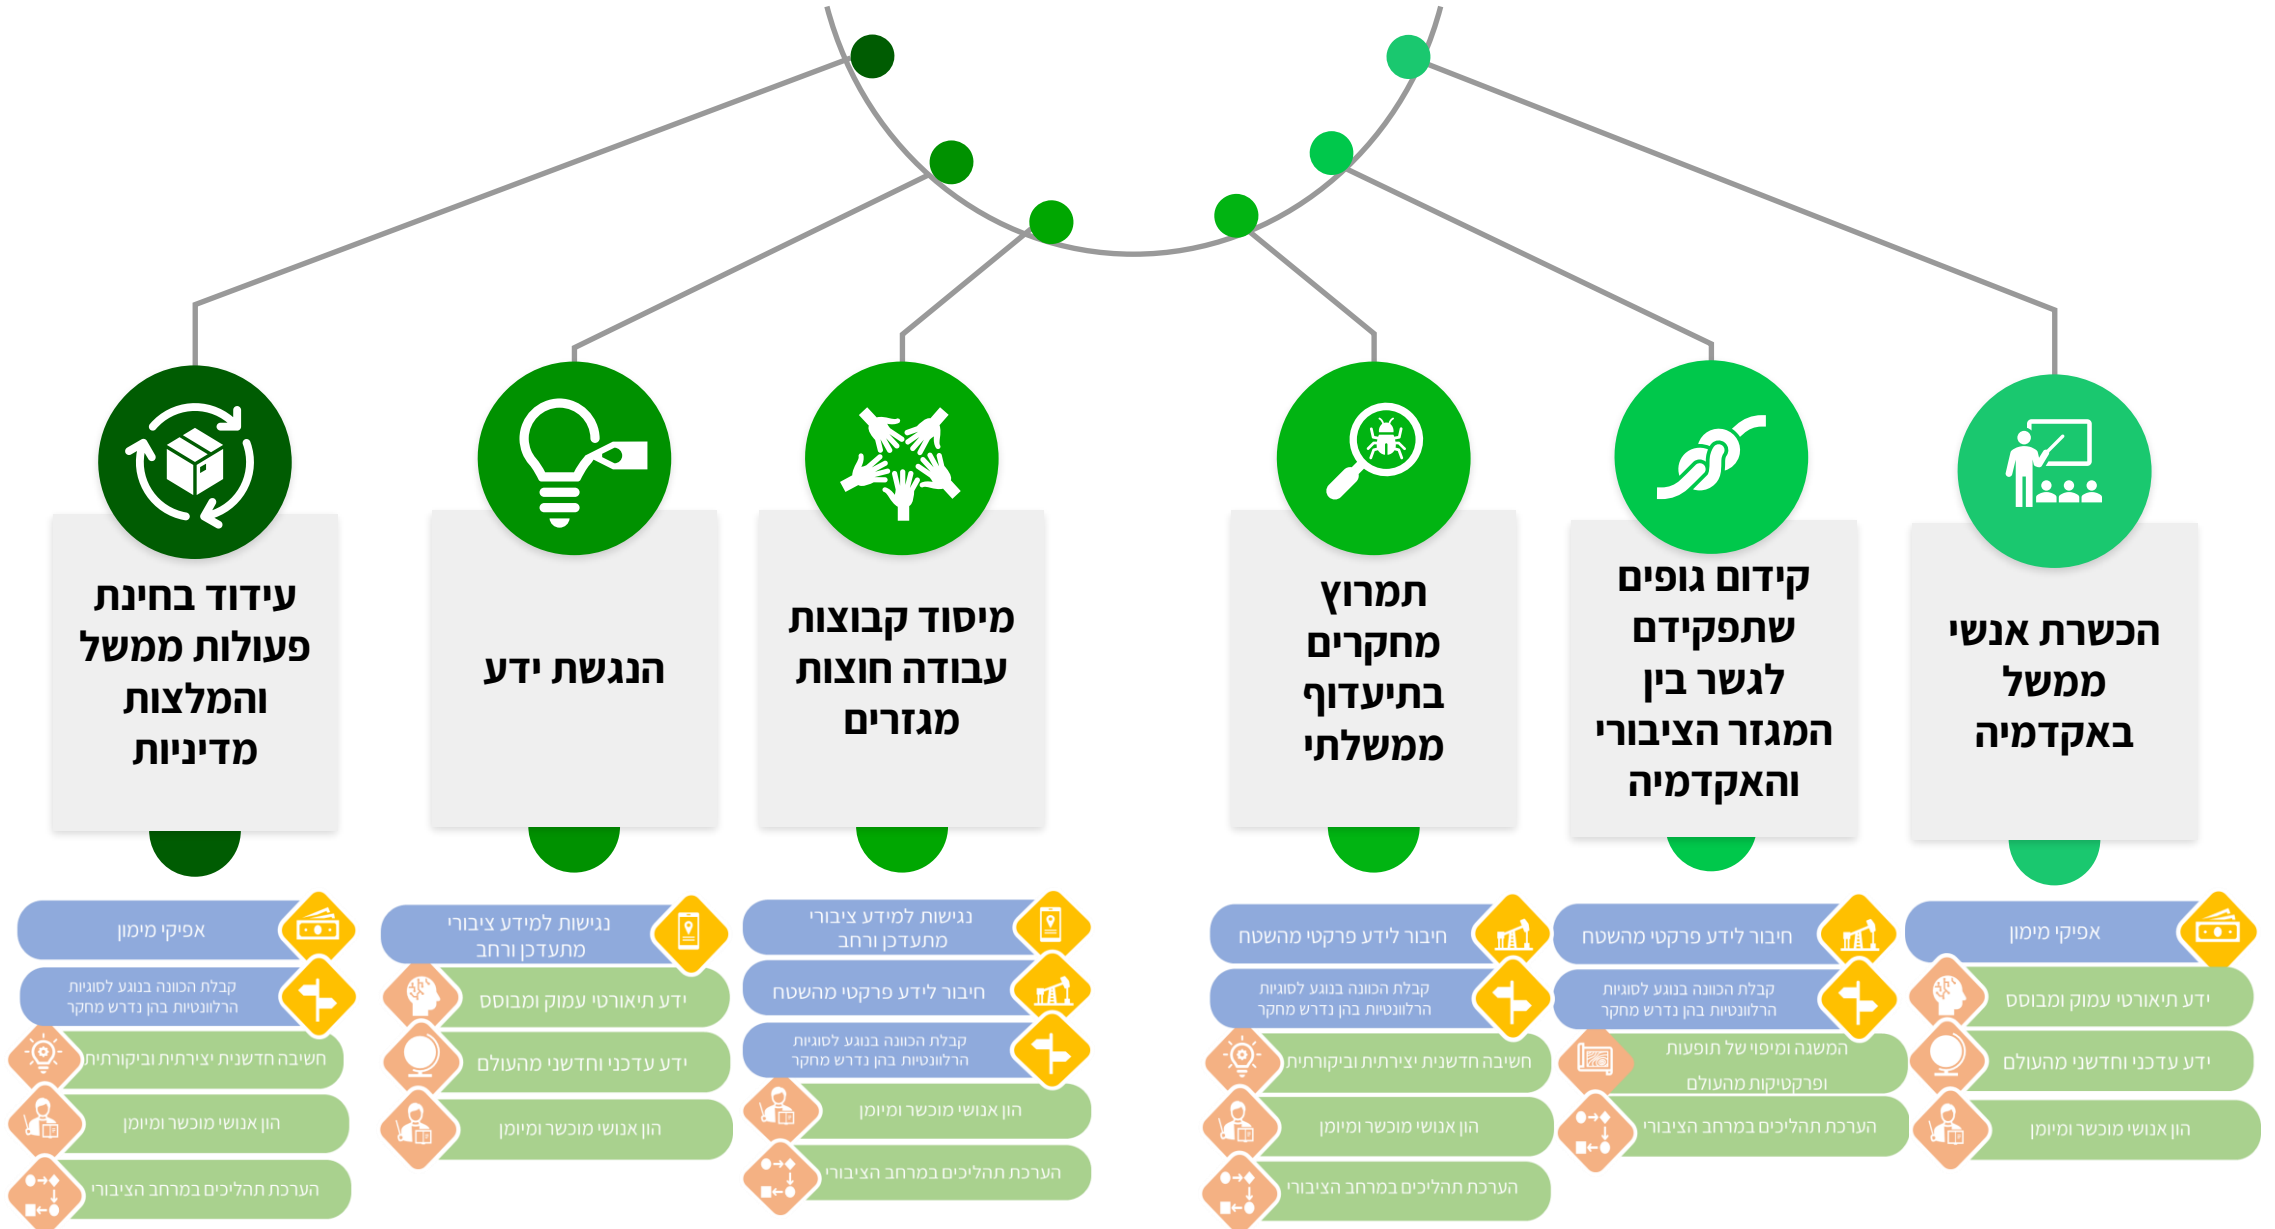 הכשרת אנשי
ממשל
באקדמיה
אפיקי מימון
ידע תיאורטי עמוק ומבוסס
ידע עדכני וחדשני מהעולם
הון אנושי מוכשר ומיומן
קידום גופים
שתפקידם
לגשר בין
המגזר הציבורי
והאקדמיה
חיבור לידע פרקטי מהשטח
קבלת הכוונה בנוגע לסוגיות
הרלוונטיות בהן נדרש מחקר
המשגה ומיפוי של תופעות
ופרקטיקות מהעולם
הערכת תהליכים במרחב הציבורי
תמרוץ
מחקרים
בתיעדוף
ממשלתי
חיבור לידע פרקטי מהשטח
קבלת הכוונה בנוגע לסוגיות
הרלוונטיות בהן נדרש מחקר
חשיבה חדשנית יצירתית וביקורתית
הון אנושי מוכשר ומיומן
הערכת תהליכים במרחב הציבורי
מיסוד קבוצות
עבודה חוצות
מגזרים
נגישות למידע ציבורי
מתעדכן ורחב
חיבור לידע פרקטי מהשטח
קבלת הכוונה בנוגע לסוגיות
הרלוונטיות בהן נדרש מחקר
הון אנושי מוכשר ומיומן
הערכת תהליכים במרחב הציבורי
הנגשת ידע
נגישות למידע ציבורי
מתעדכן ורחב
ידע תיאורטי עמוק ומבוסס
ידע עדכני וחדשני מהעולם
הון אנושי מוכשר ומיומן
עידוד בחינת
פעולות ממשל
והמלצות
מדיניות
אפיקי מימון
קבלת הכוונה בנוגע לסוגיות
הרלוונטיות בהן נדרש מחקר
חשיבה חדשנית יצירתית וביקורתית
הון אנושי מוכשר ומיומן
הערכת תהליכים במרחב הציבורי